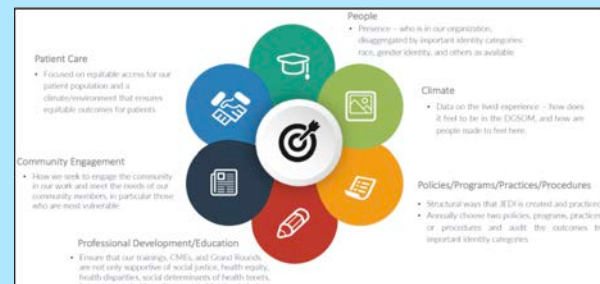 People
• Presence – who is in our organization,
disaggregated by important identity categories:
race, gender identity, and others as available
Patient Care
• Focused on equitable access for our
patient population and a
climate/environment that ensures
equitable outcomes for patients
Climate
• Data on the lived experience – how does
it feel to be in the DGSOM, and how are
people made to feel here.
Community Engagement
• How we seek to engage the community
in our work and meet the needs of our
community members, in particular those
who are most vulnerable
Policies/Programs/Practices/Procedures
• Structural ways that JEDI is created and practiced
• Annually choose two policies, programs, practices
or procedures and audit the outcomes by
important identity categories
Professional Development/Education
• Ensure that our trainings, CMEs, and Grand Rounds
are not only supportive of social justice, health equity,
health disparities, social determinants of health tenets,